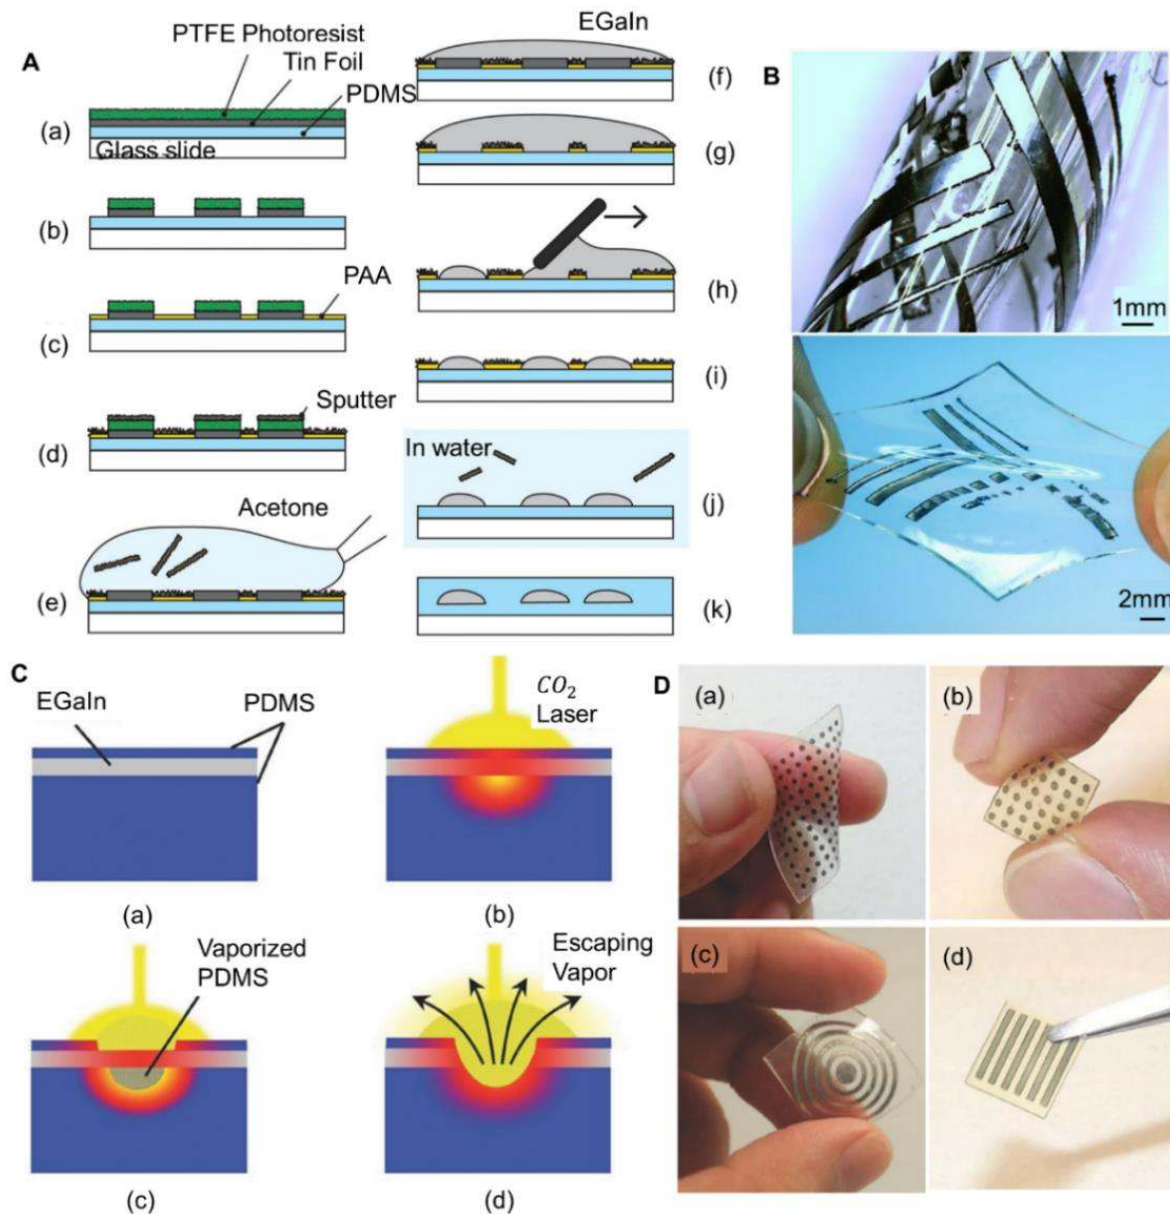 A
PTFE Photoresist
Tin Foil
PDMS
(a)
Glass slide
(b)
PAA
(c)
Sputter
(d)
Acetone
(e)
EGaIn
(f)
(g)
(h)
(i)
In water
(j)
(k)
B
1mm
2mm
C
EGaIn
PDMS
(a)
CO2
Laser
(b)
Vaporized
PDMS
(c)
Escaping
Vapor
(d)
D
(a)
(b)
(c)
(d)